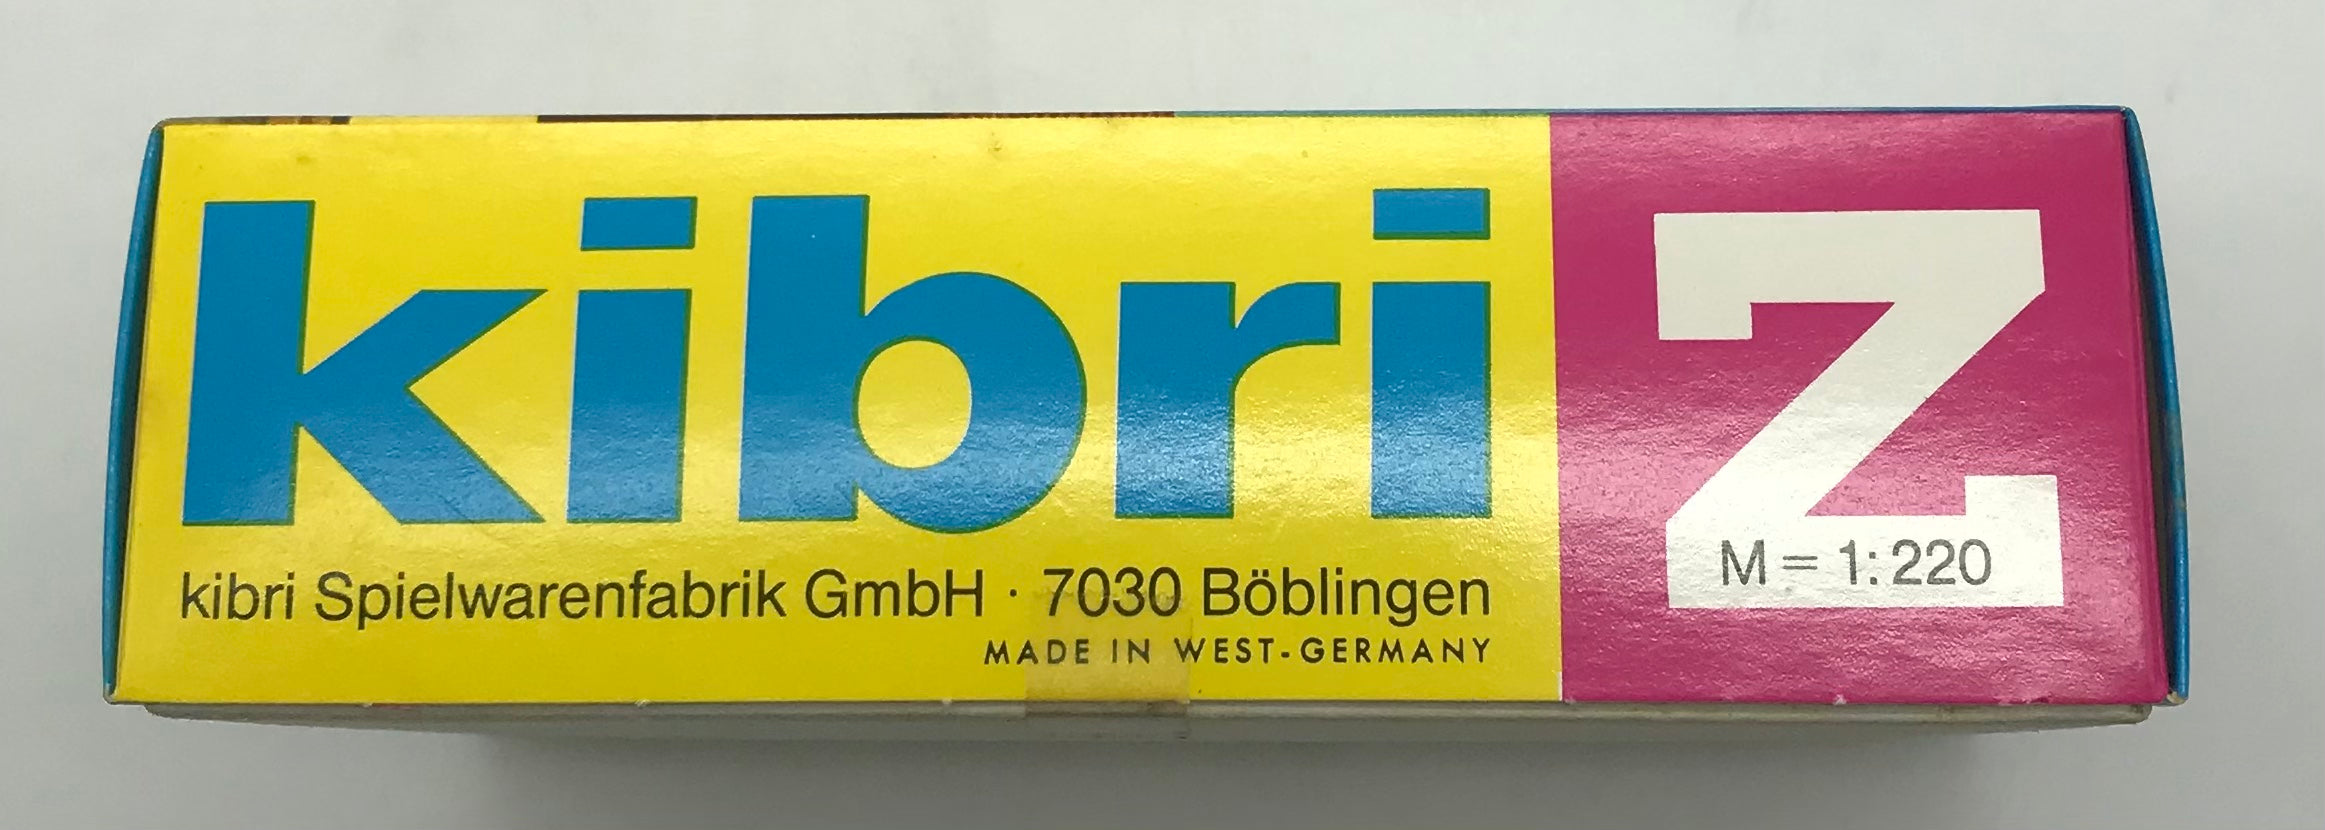 kibri
Z
kibri Spielwarenfabrik GmbH · 7030 Böblingen
MADE IN WEST-GERMANY
M = 1:220